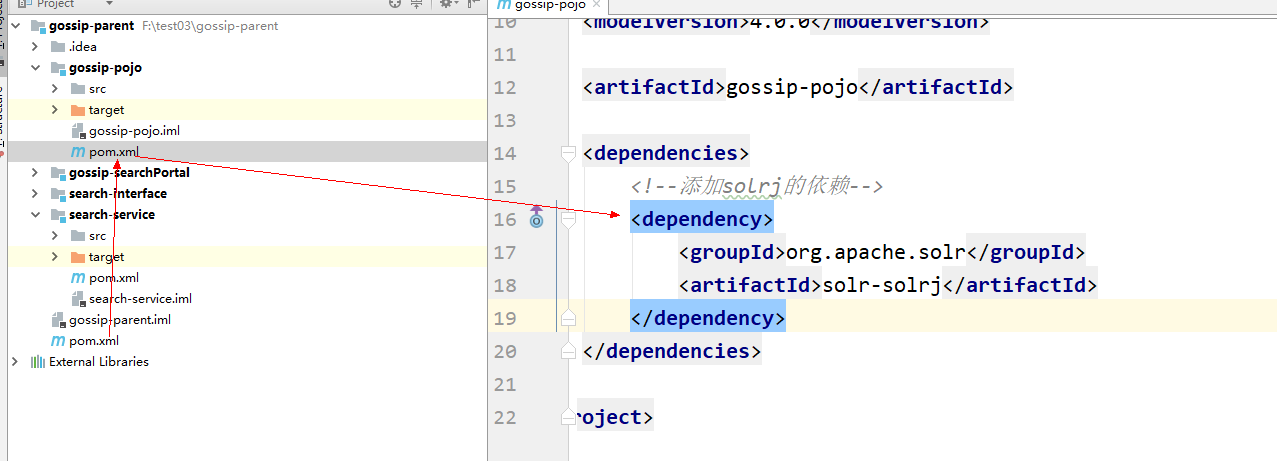 Project
gossip-parent F:\test03\gossip-parent
.idea
gossip-pojo
src
target
gossip-pojo.iml
pom.xml
gossip-searchPortal
search-interface
search-service
src
target
pom.xml
search-service.iml
gossip-parent.iml
pom.xml
External Libraries
gossip-pojo
10 <modelVersion>4.0.0</modelVersion>
11
12 <artifactId>gossip-pojo</artifactId>
13
14 <dependencies>
15 <!--添加solrj的依赖-->
16 <dependency>
17 <groupId>org.apache.solr</groupId>
18 <artifactId>solr-solrj</artifactId>
19 </dependency>
20 </dependencies>
21
22 roject>